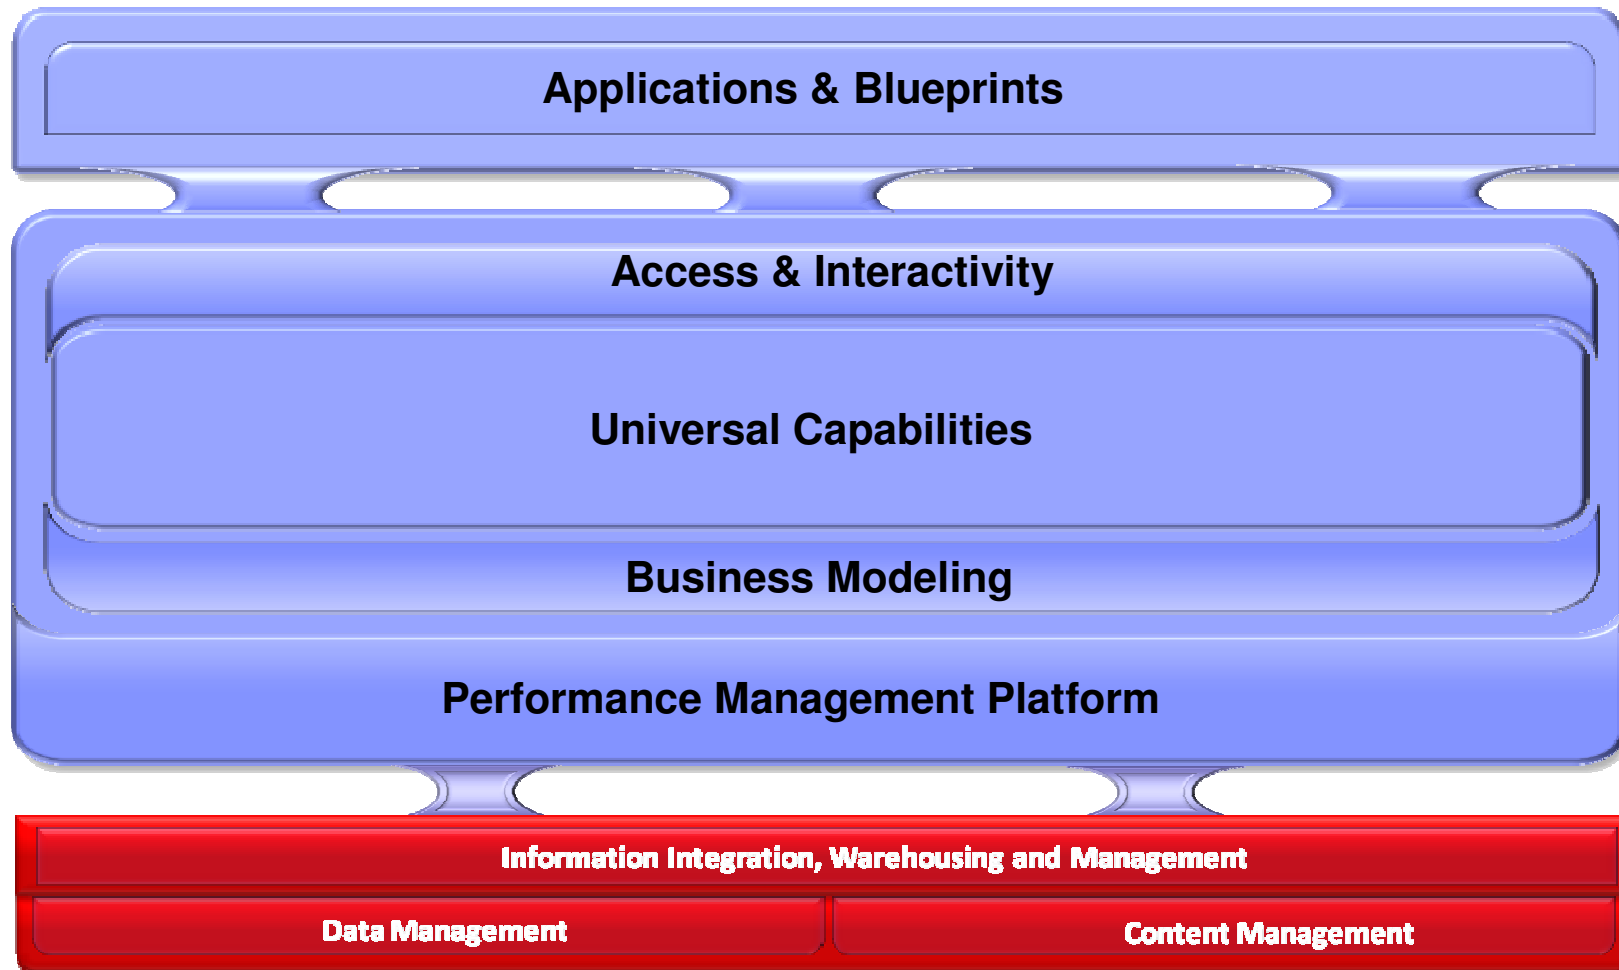 Applications & Blueprints
Access & Interactivity
Universal Capabilities
Business Modeling
Performance Management Platform
Information Integration, Warehousing and Management
Data Management
Content Management